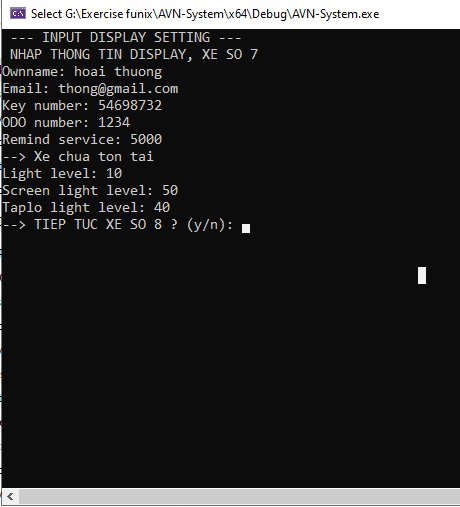 Select G:\Exercise funix\AVN-System\x64\Debug\AVN-System.exe
--- INPUT DISPLAY SETTING ---
NHAP THONG TIN DISPLAY, XE SO 7
Ownname: hoai thuong
Email: thong@gmail.com
Key number: 54698732
ODO number: 1234
Remind service: 5000
--> Xe chua ton tai
Light level: 10
Screen light level: 50
Taplo light level: 40
--> TIEP TUC XE SO 8 ? (y/n):